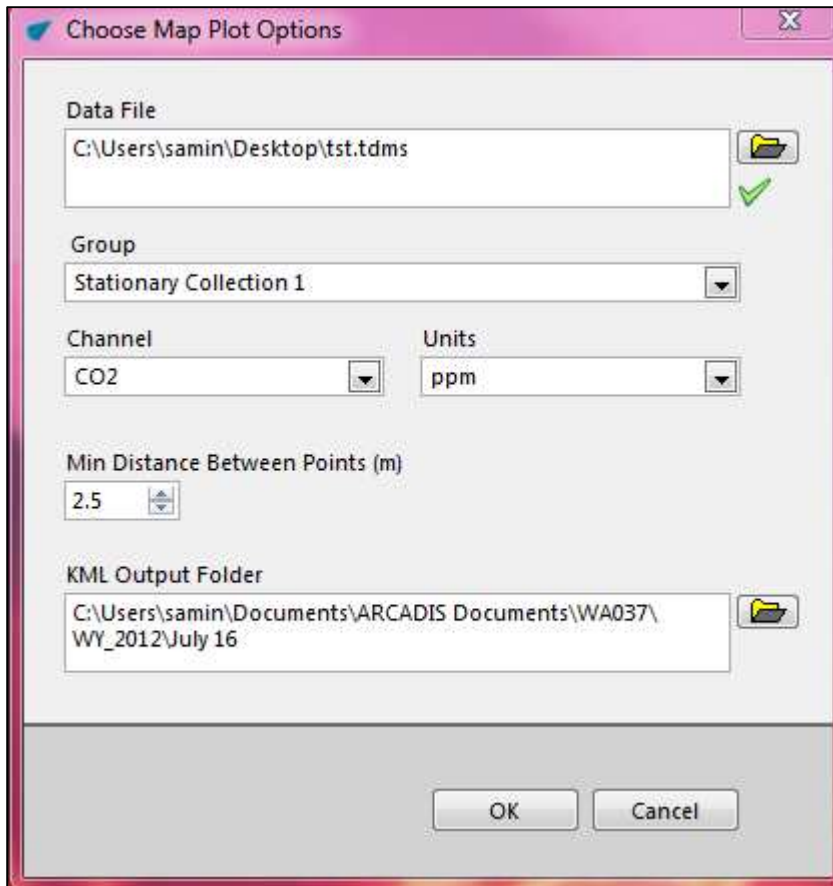 Choose Map Plot Options
Data File
C:\Users\samin\Desktop\tst.tdms
Group
Stationary Collection 1
Channel
Units
CO2
ppm
Min Distance Between Points (m)
2.5
KML Output Folder
C:\Users\samin\Documents\ARCADIS Documents\WA037\
WY_2012\July 16
OK
Cancel